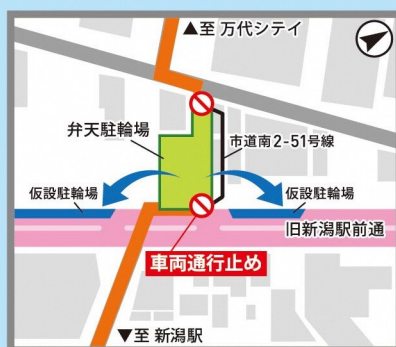 ▲至 万代シテイ
弁天駐輪場
市道南2-51号線
仮設駐輪場
仮設駐輪場
旧新潟駅前通
車両通行止め
▼至 新潟駅